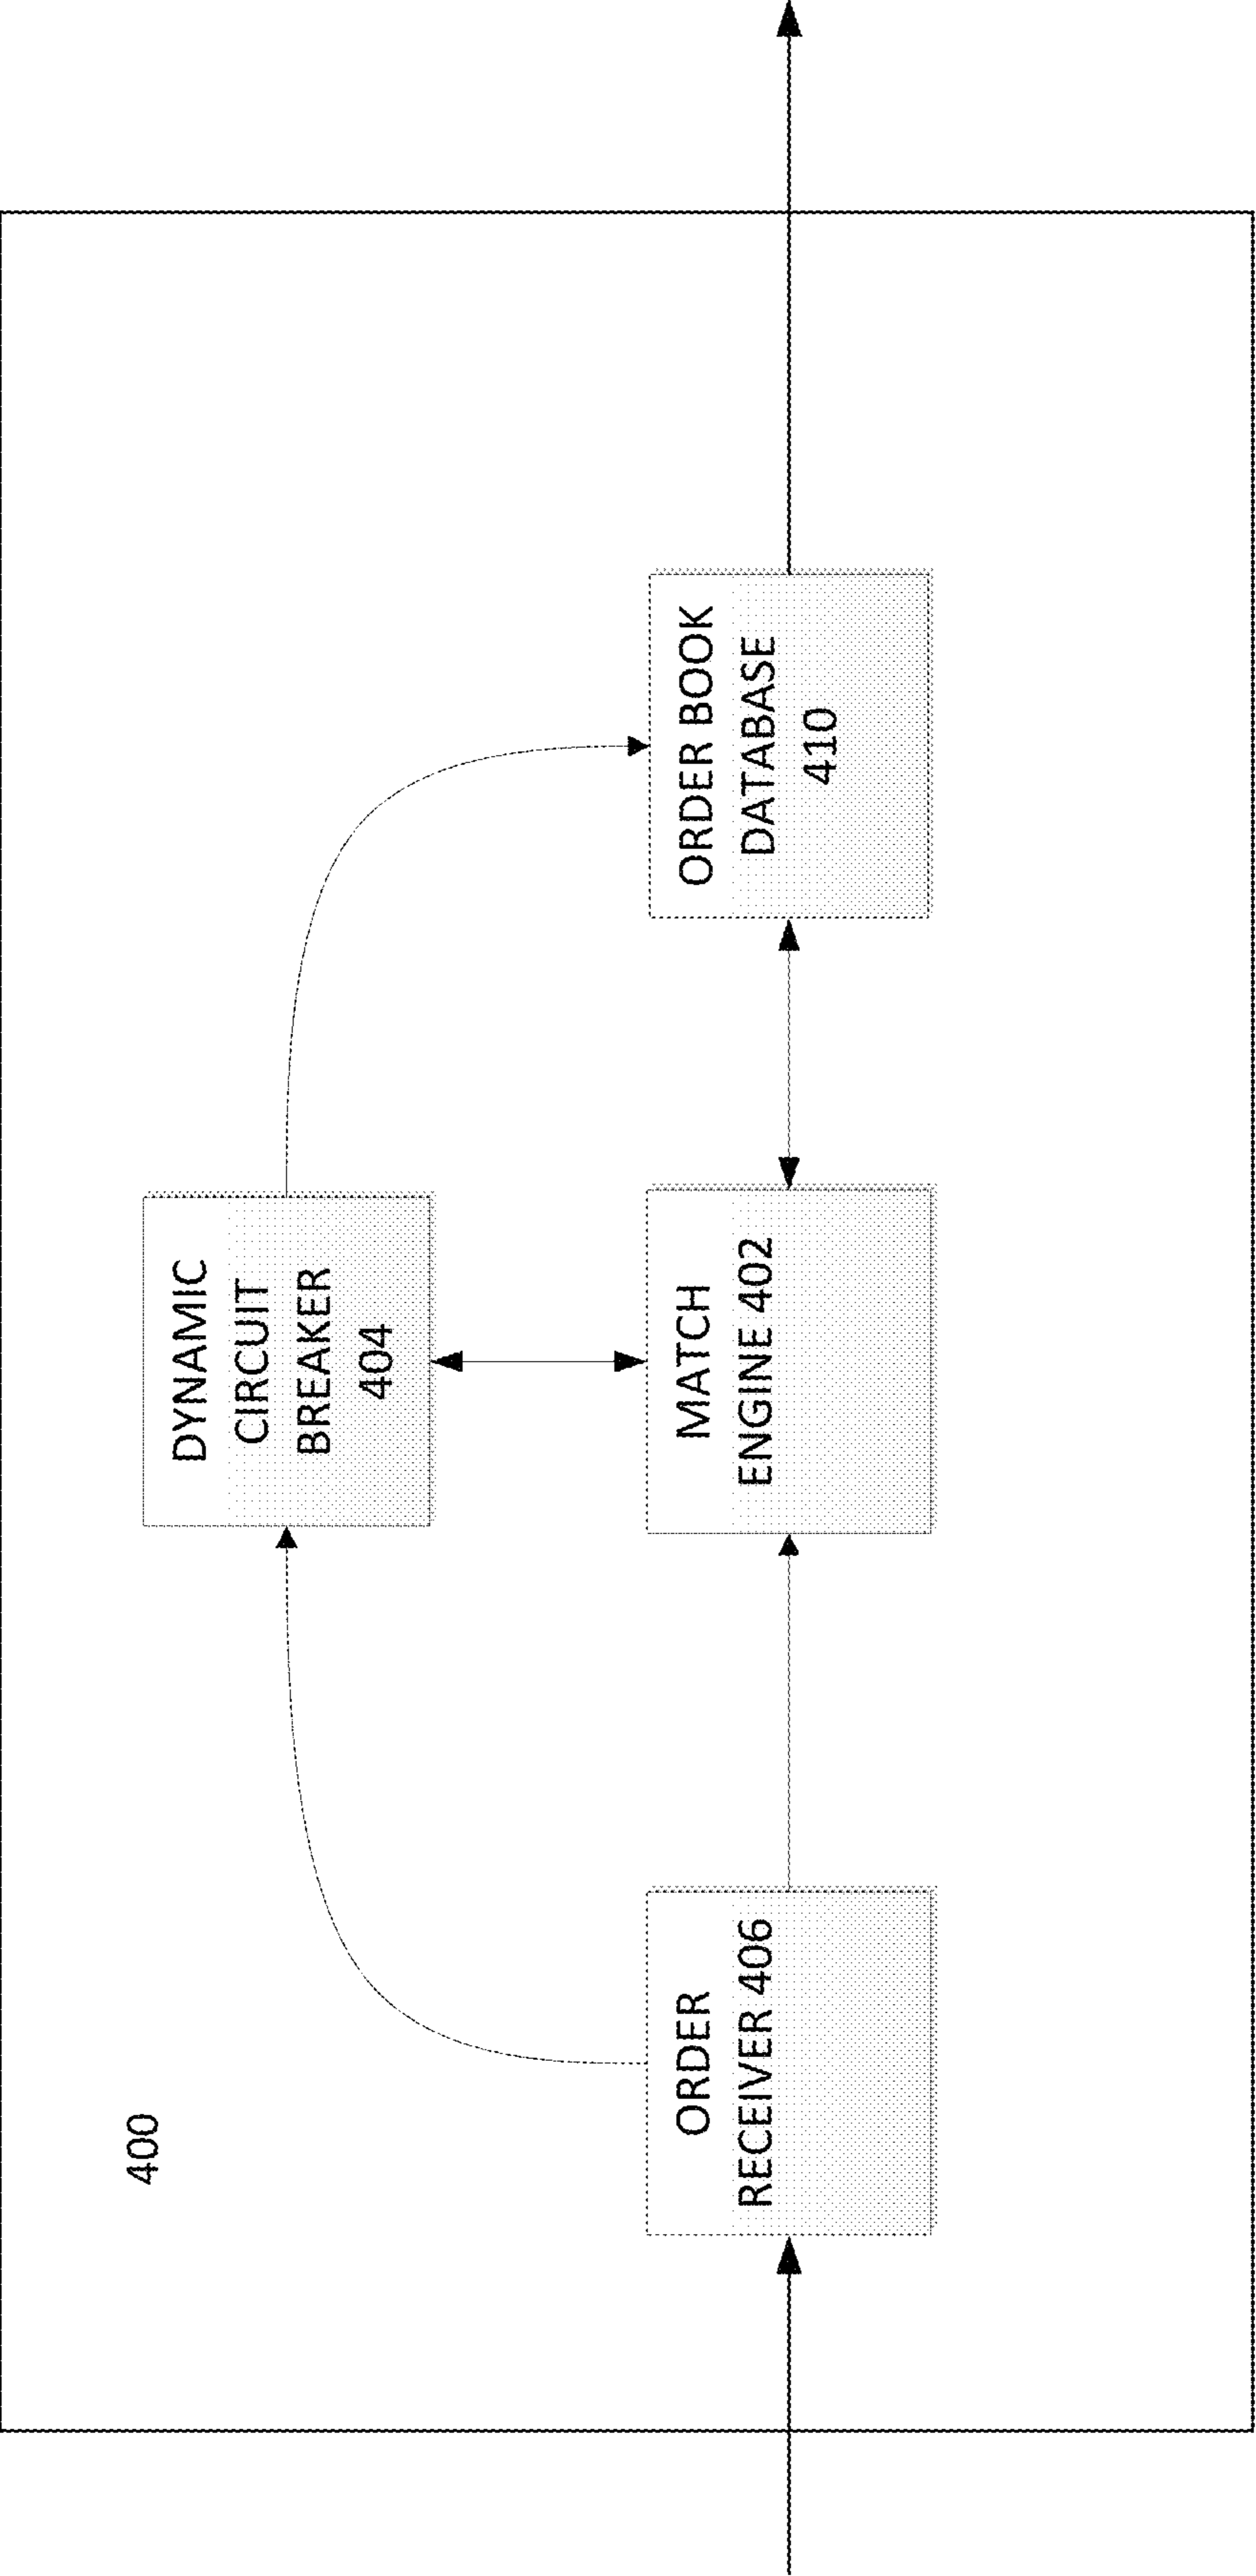 400
DYNAMIC
CIRCUIT
BREAKER
404
ORDER
RECEIVER 406
MATCH
ENGINE 402
ORDER BOOK
DATABASE
410